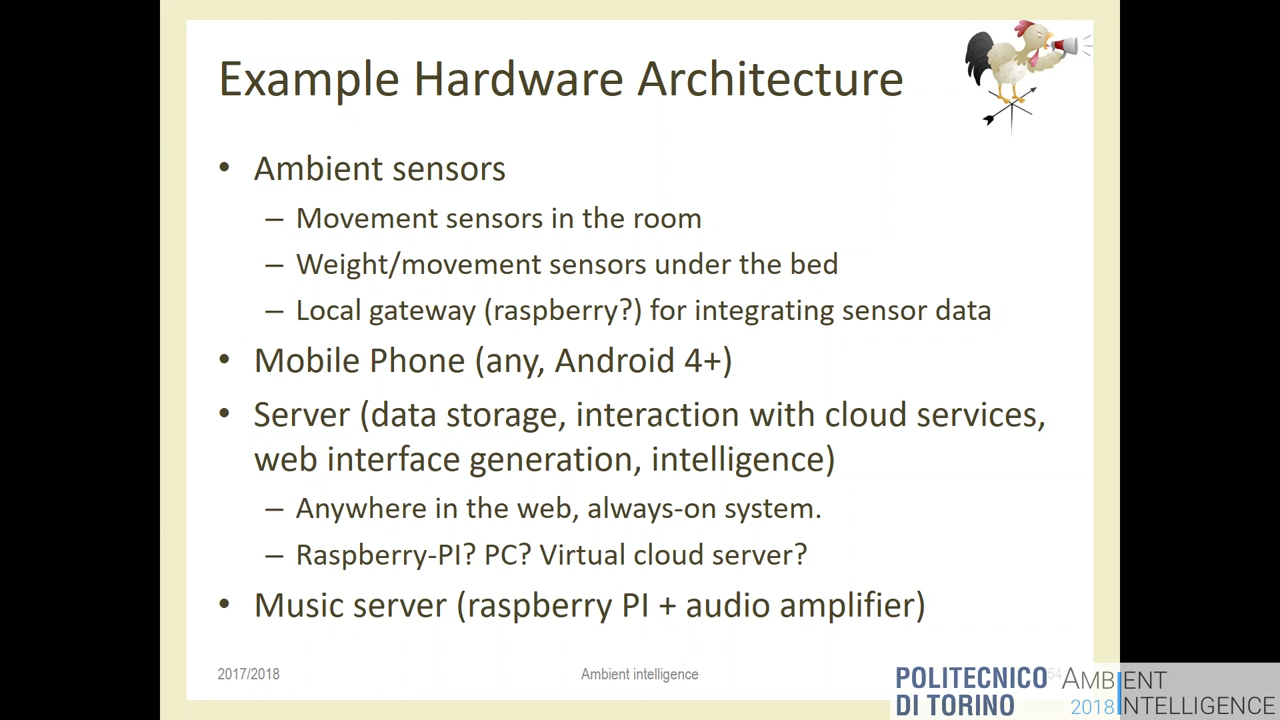 Example Hardware Architecture
• Ambient sensors
– Movement sensors in the room
– Weight/movement sensors under the bed
– Local gateway (raspberry?) for integrating sensor data
• Mobile Phone (any, Android 4+)
• Server (data storage, interaction with cloud services,
web interface generation, intelligence)
– Anywhere in the web, always-on system.
– Raspberry-PI? PC? Virtual cloud server?
• Music server (raspberry PI + audio amplifier)
2017/2018
Ambient intelligence
54
POLITECNICO
DI TORINO
AMBIENT
2018 INTELLIGENCE